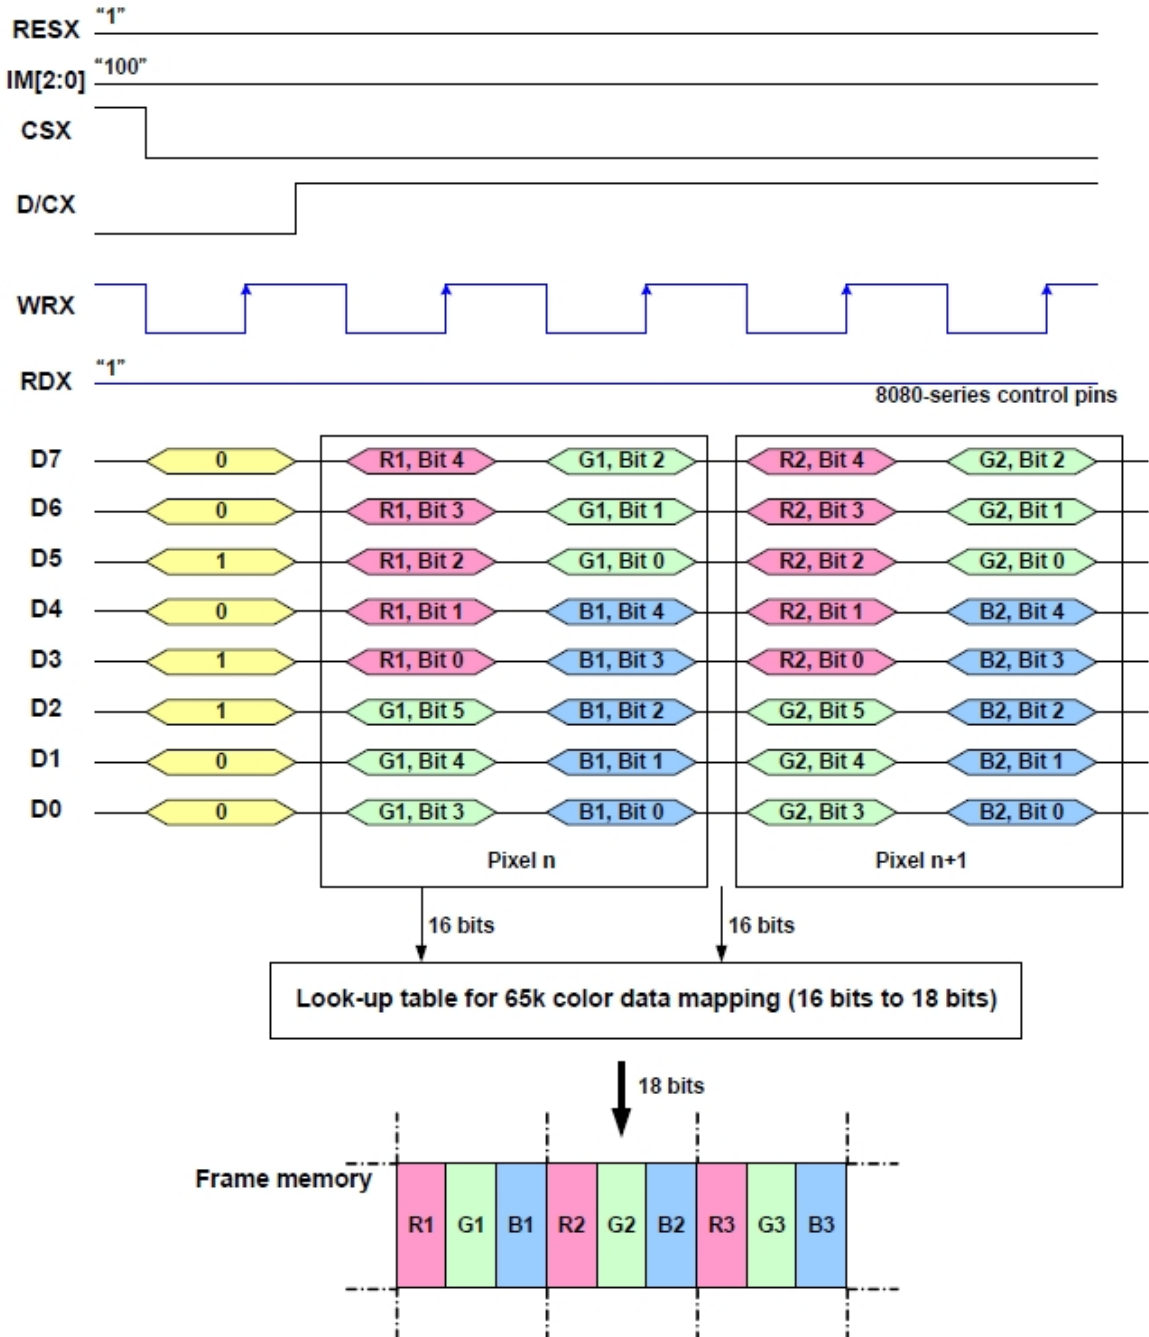 RESX "1"
IM[2:0] "100"
CSX
D/CX
WRX
RDX "1"
8080-series control pins
D7 0 R1, Bit 4 G1, Bit 2 R2, Bit 4 G2, Bit 2
D6 0 R1, Bit 3 G1, Bit 1 R2, Bit 3 G2, Bit 1
D5 1 R1, Bit 2 G1, Bit 0 R2, Bit 2 G2, Bit 0
D4 0 R1, Bit 1 B1, Bit 4 R2, Bit 1 B2, Bit 4
D3 1 R1, Bit 0 B1, Bit 3 R2, Bit 0 B2, Bit 3
D2 1 G1, Bit 5 B1, Bit 2 G2, Bit 5 B2, Bit 2
D1 0 G1, Bit 4 B1, Bit 1 G2, Bit 4 B2, Bit 1
D0 0 G1, Bit 3 B1, Bit 0 G2, Bit 3 B2, Bit 0
Pixel n Pixel n+1
16 bits 16 bits
Look-up table for 65k color data mapping (16 bits to 18 bits)
18 bits
Frame memory
R1 G1 B1 R2 G2 B2 R3 G3 B3